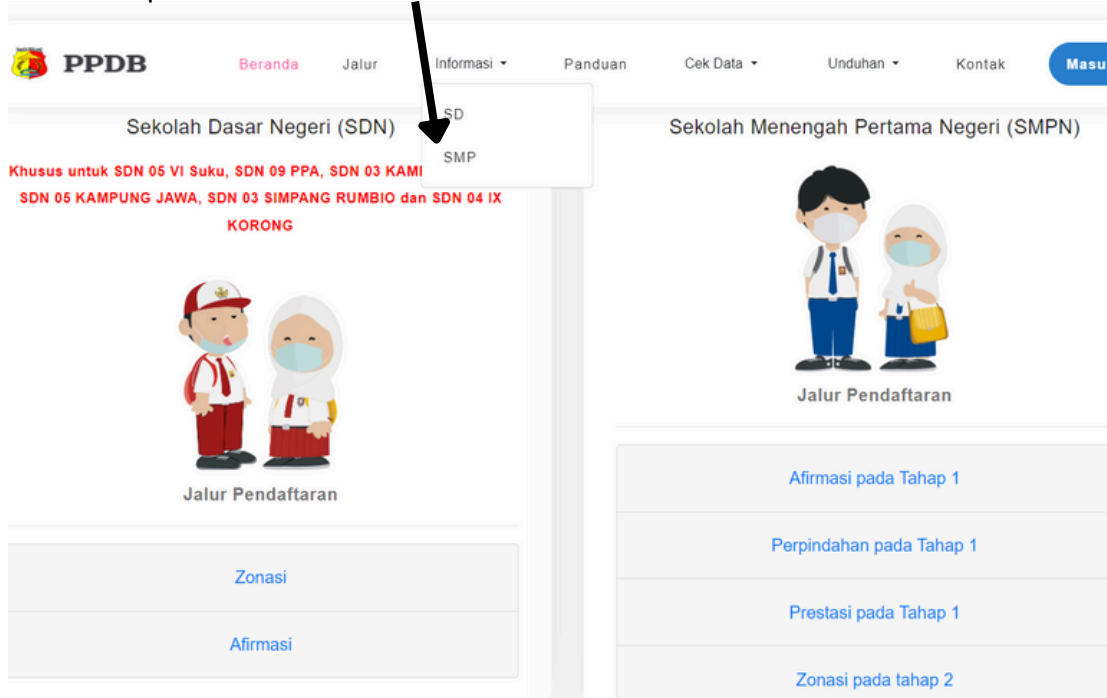 PPDB
Beranda
Jalur
Informasi
Panduan
Cek Data
Unduhan
Kontak
SD
SMP
Sekolah Dasar Negeri (SDN)
Khusus untuk SDN 05 VI Suku, SDN 09 PPA, SDN 03
SDN 05 KAMPUNG JAWA, SDN 03 SIMPANG RUMBIO dan SDN 04 IX
KORONG
Jalur Pendaftaran
Zonasi
Afirmasi
Sekolah Menengah Pertama Negeri (SMPN)
Jalur Pendaftaran
Afirmasi pada Tahap 1
Perpindahan pada Tahap 1
Prestasi pada Tahap 1
Zonasi pada tahap 2